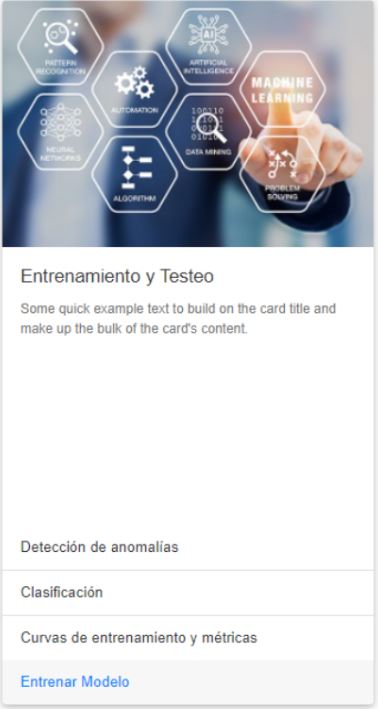 PATTERN
RECOGNITION
ARTIFICIAL
INTELLIGENCE
AI
AUTOMATION
MACHINE
LEARNING
NEURAL
NETWORKS
DATA MINING
ALGORITHM
PROBLEM
SOLVING
Entrenamiento y Testeo
Some quick example text to build on the card title and
make up the bulk of the card's content.
Detección de anomalías
Clasificación
Curvas de entrenamiento y métricas
Entrenar Modelo